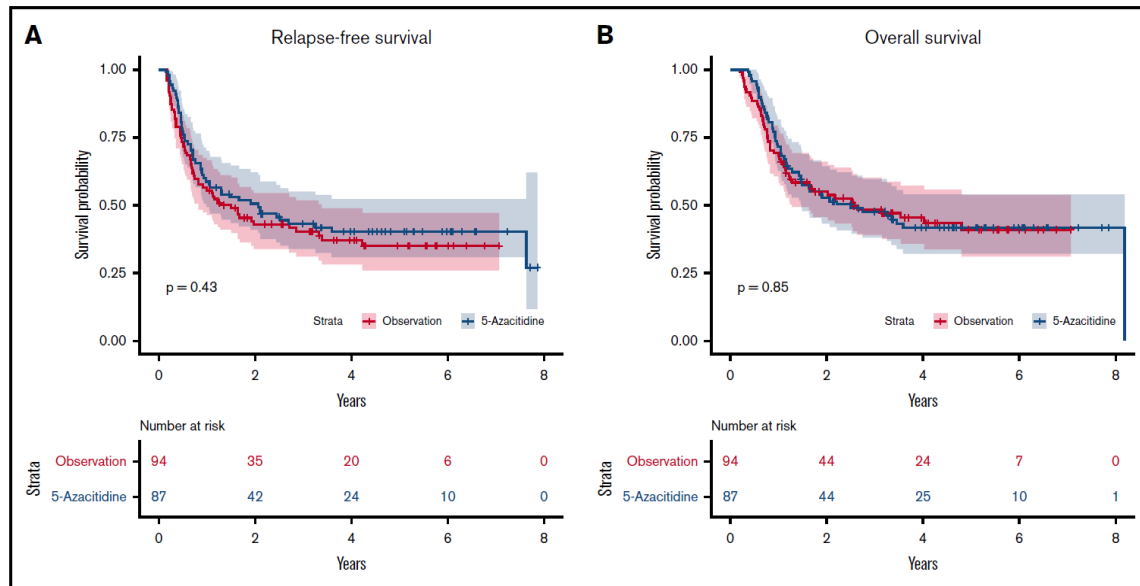 A
Relapse-free survival
1.00
0.75
0.50
0.25
0.00
Survival probability
p = 0.43
Strata Observation 5-Azacitidine
0 2 4 6 8
Years
Number at risk
Strata
Observation 94 35 20 6 0
5-Azacitidine 87 42 24 10 0
0 2 4 6 8
Years
B
Overall survival
1.00
0.75
0.50
0.25
0.00
Survival probability
p = 0.85
Strata Observation 5-Azacitidine
0 2 4 6 8
Years
Number at risk
Strata
Observation 94 44 24 7 0
5-Azacitidine 87 44 25 10 1
0 2 4 6 8
Years